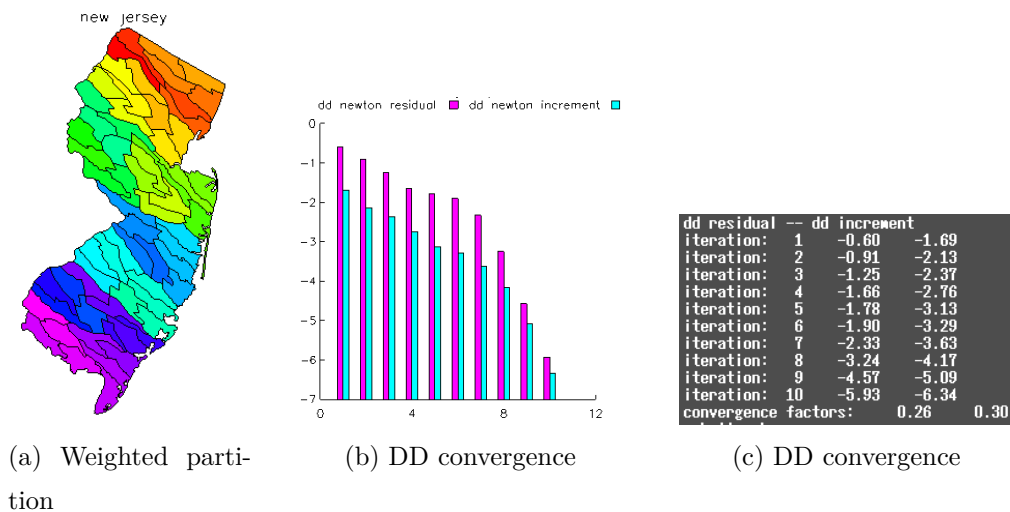 new jersey
dd newton residual dd newton increment
0
-1
-2
-3
-4
-5
-6
-7
0 4 8 12
dd residual -- dd increment
iteration: 1 -0.60 -1.69
iteration: 2 -0.91 -2.13
iteration: 3 -1.25 -2.37
iteration: 4 -1.66 -2.76
iteration: 5 -1.78 -3.13
iteration: 6 -1.90 -3.29
iteration: 7 -2.33 -3.63
iteration: 8 -3.24 -4.17
iteration: 9 -4.57 -5.09
iteration: 10 -5.93 -6.34
convergence factors: 0.26 0.30
(a) Weighted parti-
tion
(b) DD convergence
(c) DD convergence